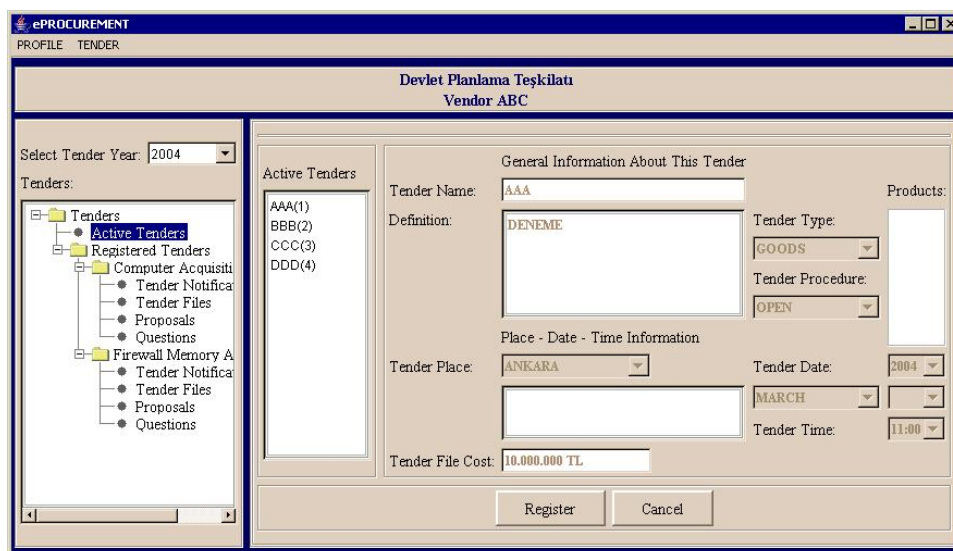 ePROCUREMENT
PROFILE TENDER
Devlet Planlama Teşkilatı
Vendor ABC
Select Tender Year: 2004
Tenders:
Tenders
Active Tenders
Registered Tenders
Computer Acquisiti
Tender Notifica
Tender Files
Proposals
Questions
Firewall Memory A
Tender Notifica
Tender Files
Proposals
Questions
Active Tenders
AAA(1)
BBB(2)
CCC(3)
DDD(4)
General Information About This Tender
Tender Name: AAA
Products:
Definition: DENEME
Tender Type:
GOODS
Tender Procedure:
OPEN
Place - Date - Time Information
Tender Place: ANKARA
Tender Date: 2004
MARCH
Tender Time: 11:00
Tender File Cost: 10.000.000 TL
Register
Cancel